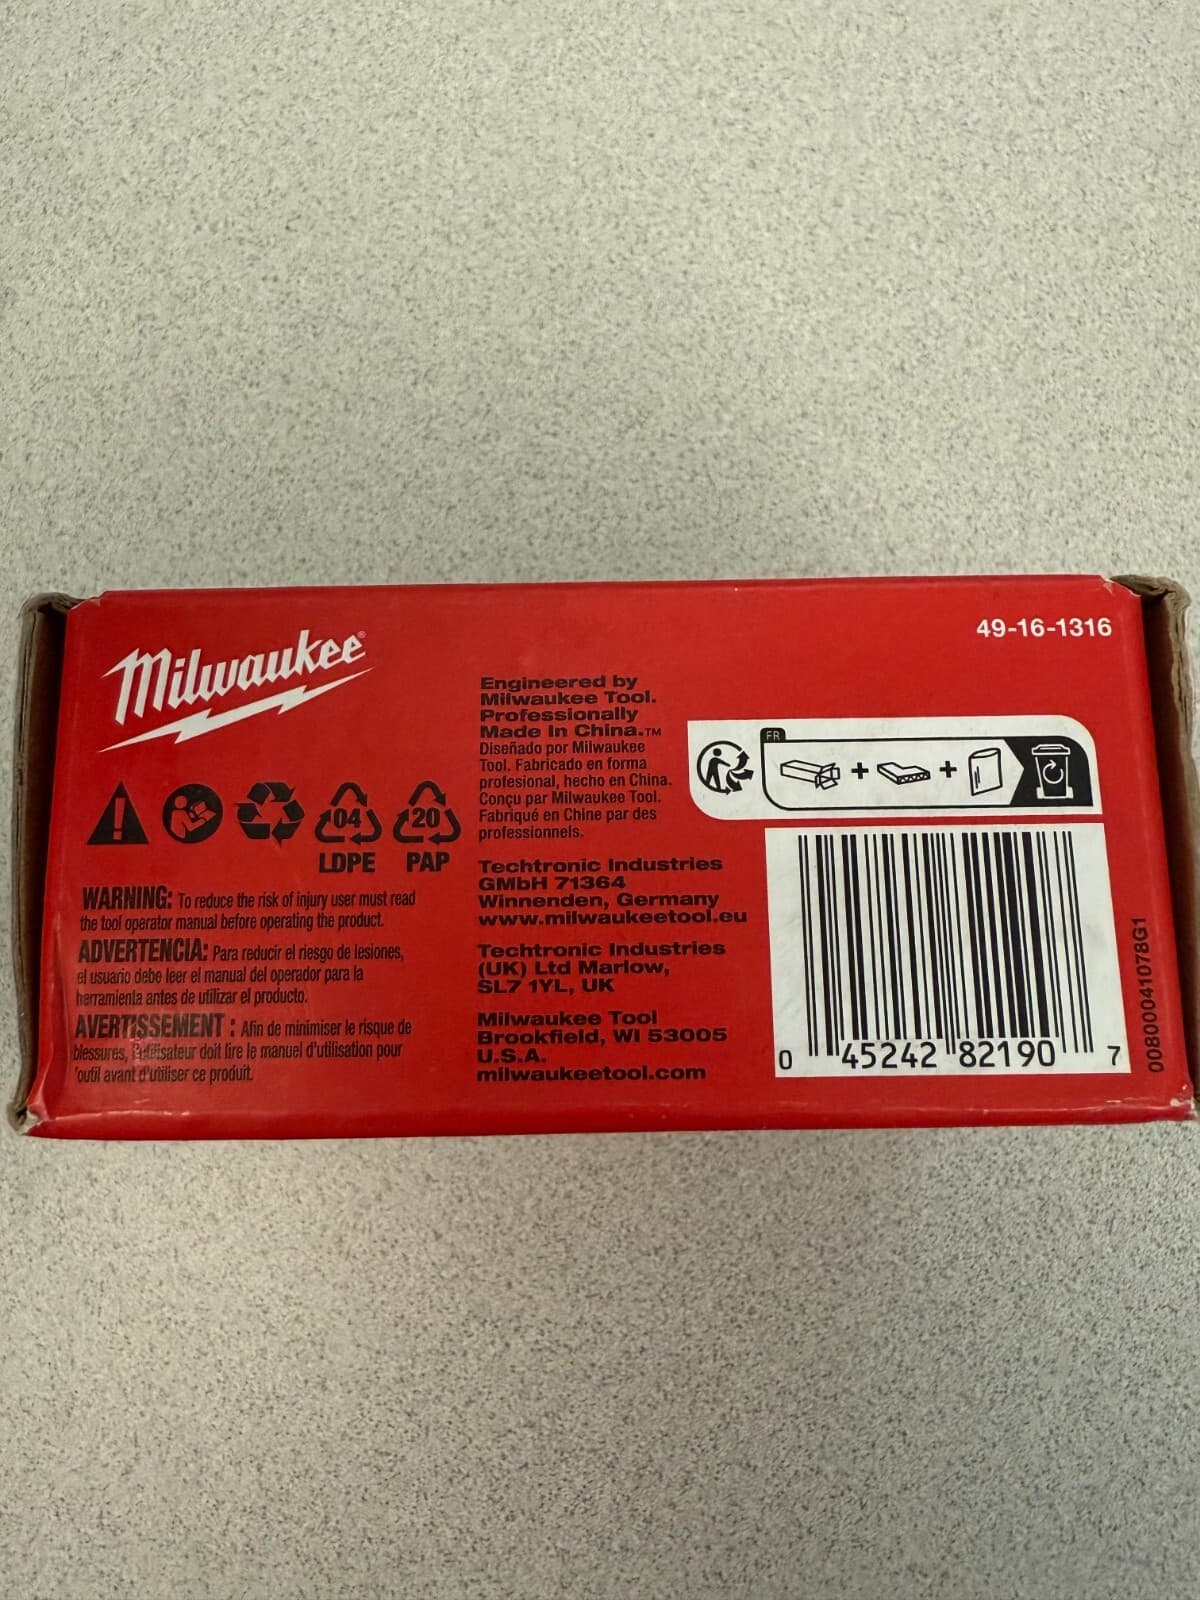 Milwaukee®
49-16-1316
Engineered by
Milwaukee Tool.
Professionally
Made In China.™
Diseñado por Milwaukee
Tool. Fabricado en forma
profesional, hecho en China.
Conçu par Milwaukee Tool.
Fabriqué en Chine par des
professionnels.
FR
04
20
LDPE PAP
WARNING: To reduce the risk of injury user must read
the tool operator manual before operating the product.
ADVERTENCIA: Para reducir el riesgo de lesiones,
el usuario debe leer el manual del operador para la
herramienta antes de utilizar el producto.
AVERTISSEMENT : Afin de minimiser le risque de
blessures, l'utilisateur doit lire le manuel d'utilisation pour
'outil avant d'utiliser ce produit.
Techtronic Industries
GMbH 71364
Winnenden, Germany
www.milwaukeetool.eu
Techtronic Industries
(UK) Ltd Marlow,
SL7 1YL, UK
Milwaukee Tool
Brookfield, WI 53005
U.S.A.
milwaukeetool.com
0 45242 82190 7
00800041078G1